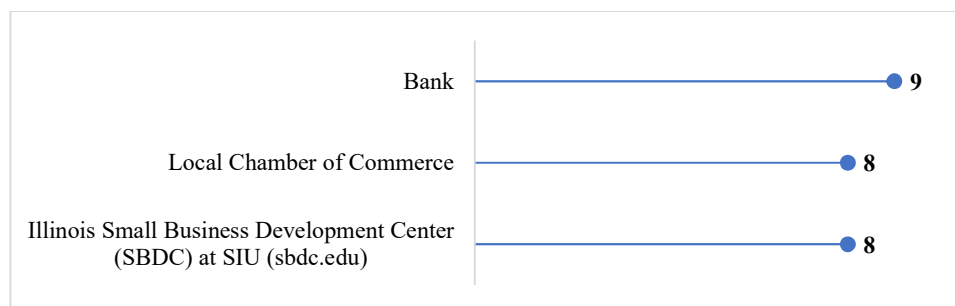 Bank 9
Local Chamber of Commerce 8
Illinois Small Business Development Center
(SBDC) at SIU (sbdc.edu) 8